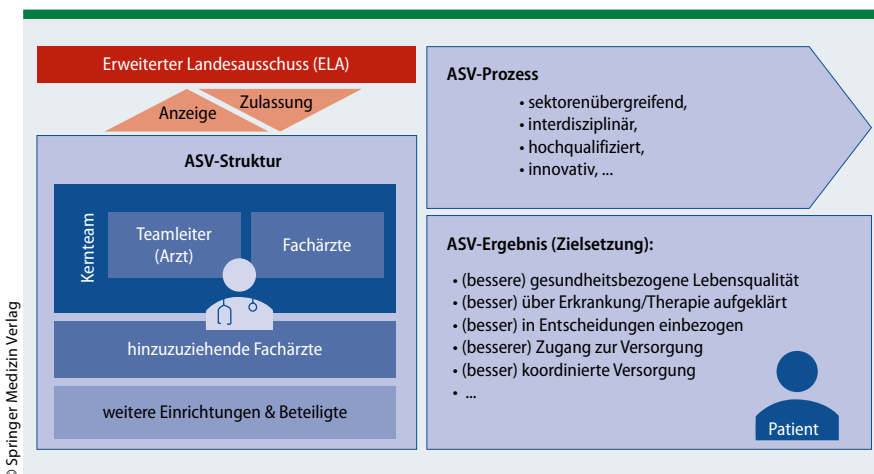 Erweiterter Landesausschuss (ELA)
Anzeige
Zulassung
ASV-Struktur
Kernteam
Teamleiter
(Arzt)
Fachärzte
hinzuzuziehende Fachärzte
weitere Einrichtungen & Beteiligte
ASV-Prozess
• sektorenübergreifend,
• interdisziplinär,
• hochqualifiziert,
• innovativ, ...
ASV-Ergebnis (Zielsetzung):
• (bessere) gesundheitsbezogene Lebensqualität
• (besser) über Erkrankung/Therapie aufgeklärt
• (besser) in Entscheidungen einbezogen
• (besserer) Zugang zur Versorgung
• (besser) koordinierte Versorgung
• ...
Patient
© Springer Medizin Verlag